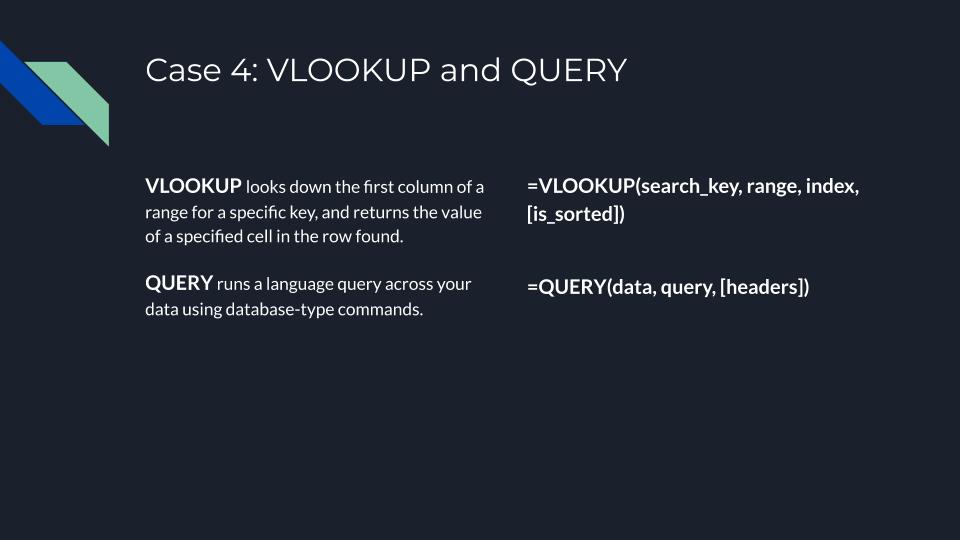 Case 4: VLOOKUP and QUERY
VLOOKUP looks down the first column of a
range for a specific key, and returns the value
of a specified cell in the row found.
QUERY runs a language query across your
data using database-type commands.
=VLOOKUP(search_key, range, index,
[is_sorted])
=QUERY(data, query, [headers])